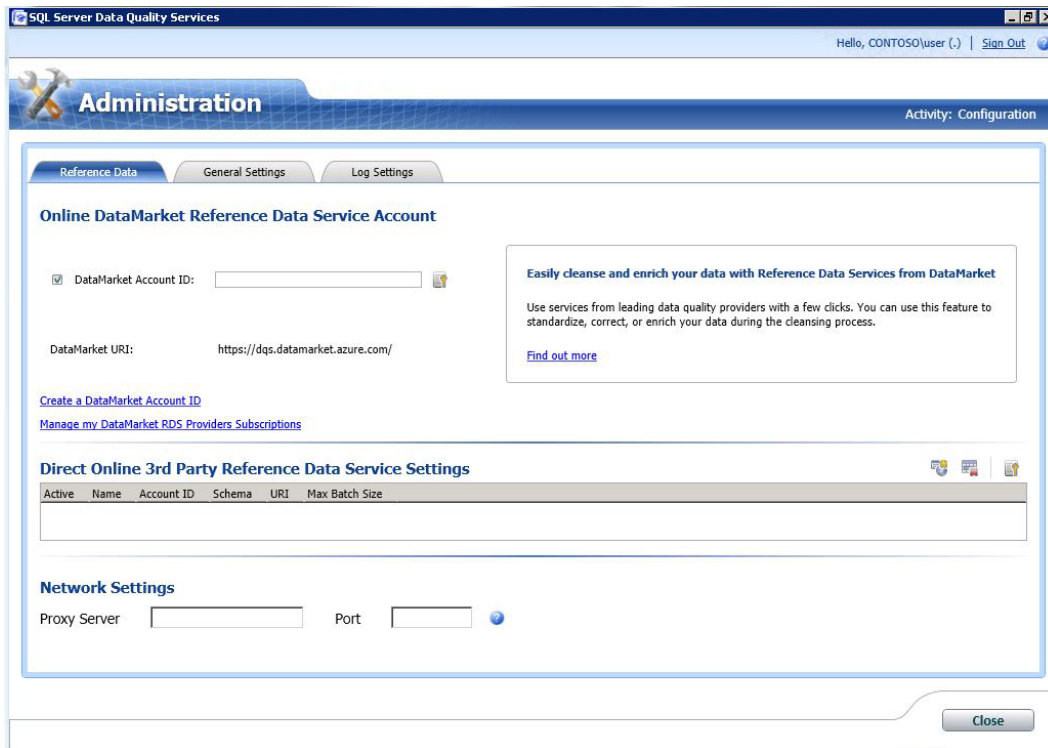 SQL Server Data Quality Services
Hello, CONTOSO\user (.) | Sign Out
Administration
Activity: Configuration
Reference Data General Settings Log Settings
Online DataMarket Reference Data Service Account
DataMarket Account ID:
Easily cleanse and enrich your data with Reference Data Services from DataMarket
Use services from leading data quality providers with a few clicks. You can use this feature to
standardize, correct, or enrich your data during the cleansing process.
DataMarket URI: https://dqs.datamarket.azure.com/
Find out more
Create a DataMarket Account ID
Manage my DataMarket RDS Providers Subscriptions
Direct Online 3rd Party Reference Data Service Settings
Active Name Account ID Schema URI Max Batch Size
Network Settings
Proxy Server Port
Close